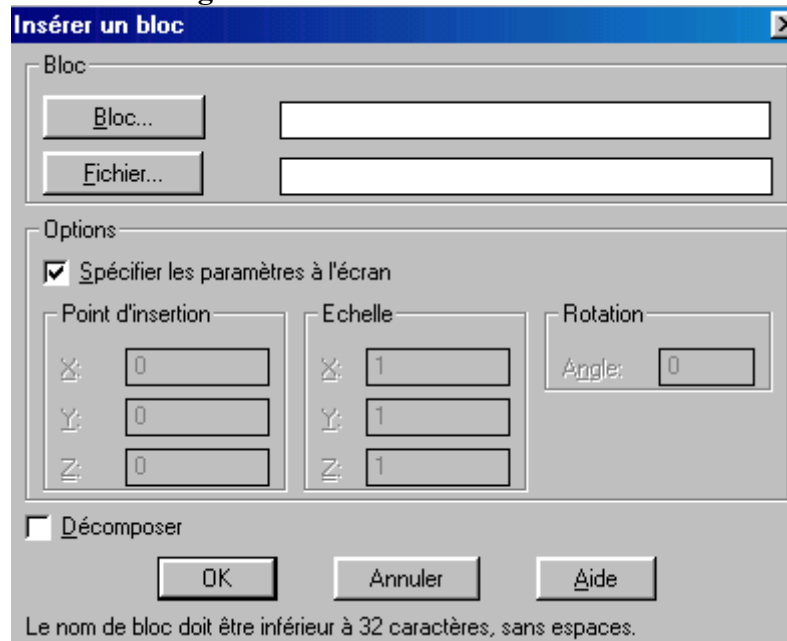 Insérer un bloc
Bloc
Bloc...
Fichier...
Options
Spécifier les paramètres à l'écran
Point d'insertion Echelle Rotation
X: 0 X: 1 Angle: 0
Y: 0 Y: 1
Z: 0 Z: 1
Décomposer
OK Annuler Aide
Le nom de bloc doit être inférieur à 32 caractères, sans espaces.